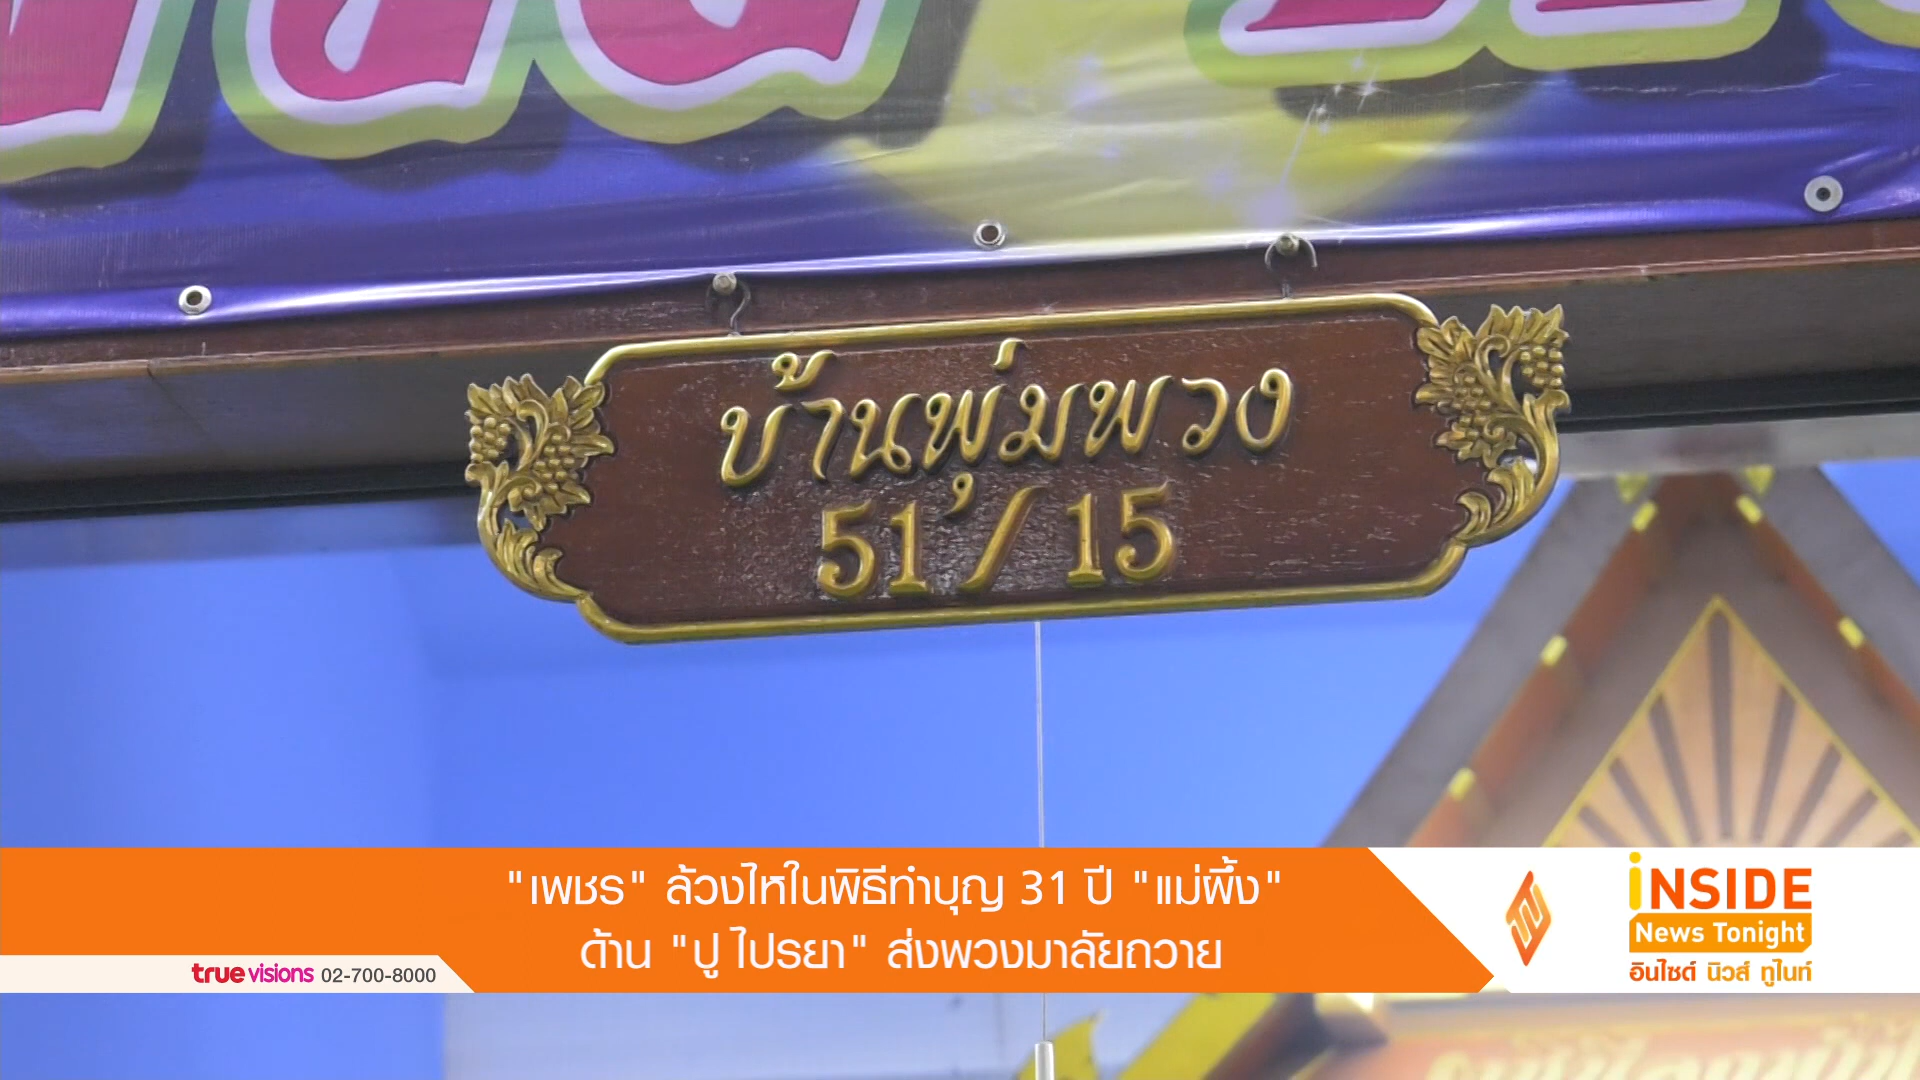 บ้านพุ่มพวง
51/15
"เพชร" ล้วงไหในพิธีทำบุญ 31 ปี "แม่ผึ้ง"
ด้าน "ปู ไปรยา" ส่งพวงมาลัยถวาย
truevisions 02-700-8000
iNSIDE
News Tonight
อินไซด์ นิวส์ ทูไนท์